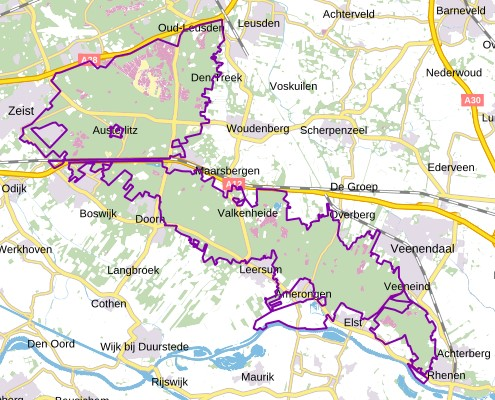 Oud-Leusden
Leusden
Achterveld
Barneveld
A28
Den Treek
Voskuilen
Nederwoud
A30
Zeist
Austerlitz
Woudenberg
Scherpenzeel
Maarsbergen
Ederveen
Odijk
De Groep
Boswijk
Doorn
Valkenheide
Overberg
Werkhoven
Veenendaal
Langbroek
Leersum
Veeneind
Cothen
Amerongen
Elst
Den Oord
Wijk bij Duurstede
Achterberg
Rijswijk
Maurik
Rhenen